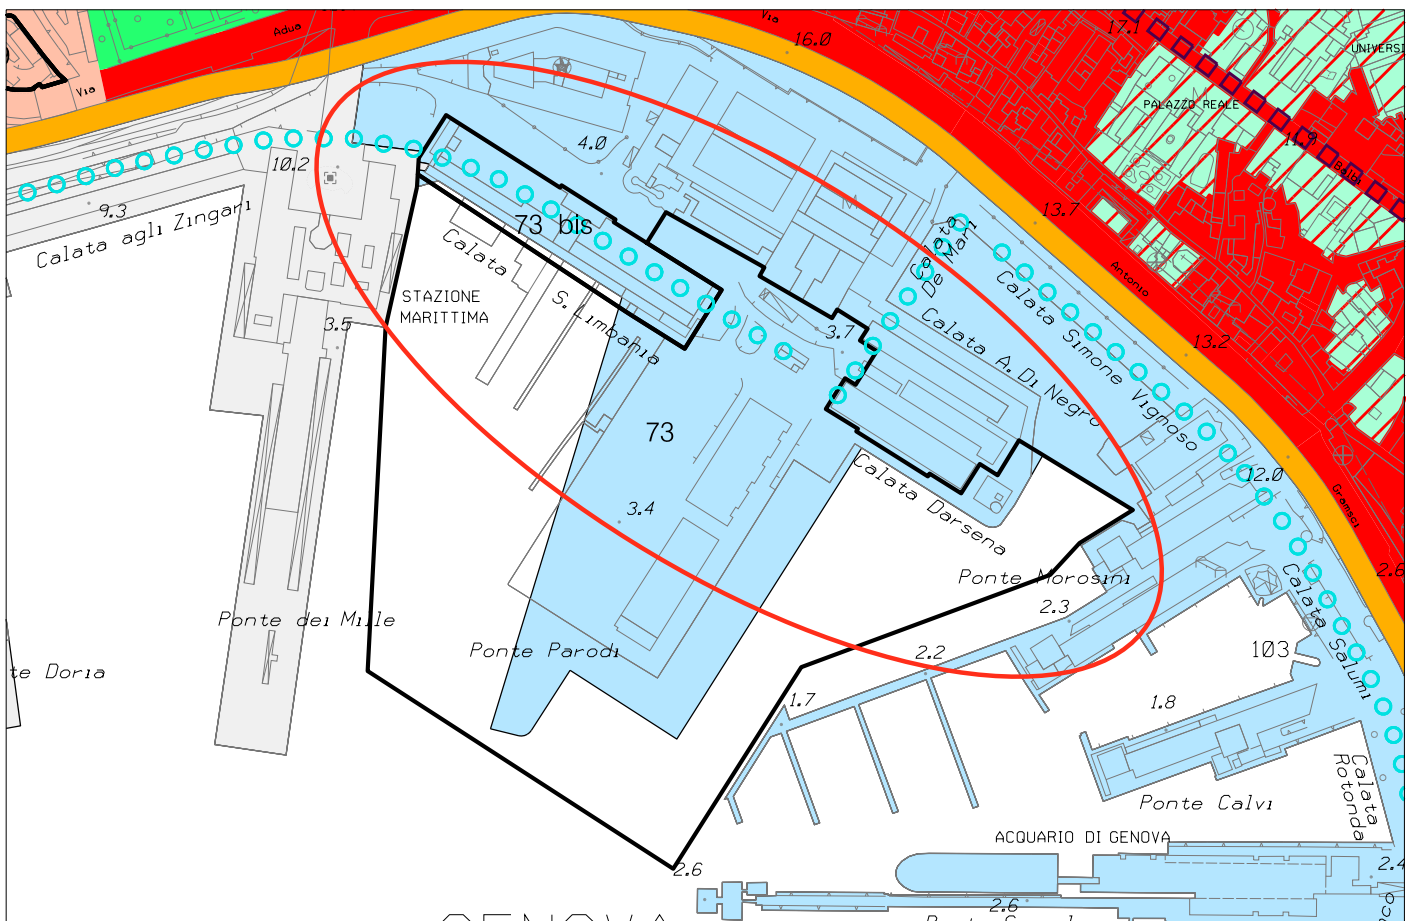 Adua
Via
16.0
17.1
UNIVERSI
Via
PALAZZO REALE
4.0
10.2
9.3
Calata agli Zingari
73 bis
Calata
S. Limbania
STAZIONE
MARITTIMA
3.5
13.7
Calata
De Mari
Antonio
Calata Simone Vignoso
Calata A. Di Negro
3.7
13.2
73
Calata Darsena
12.0
Gramsci
3.4
Ponte Morosini
2.6
Ponte dei Mille
2.3
Calata Salumi
Ponte Parodi
2.2
103
te Doria
1.7
1.8
Calata
Rotonda
Ponte Calvi
ACQUARIO DI GENOVA
2.6
2.4
2.6
GENOVA